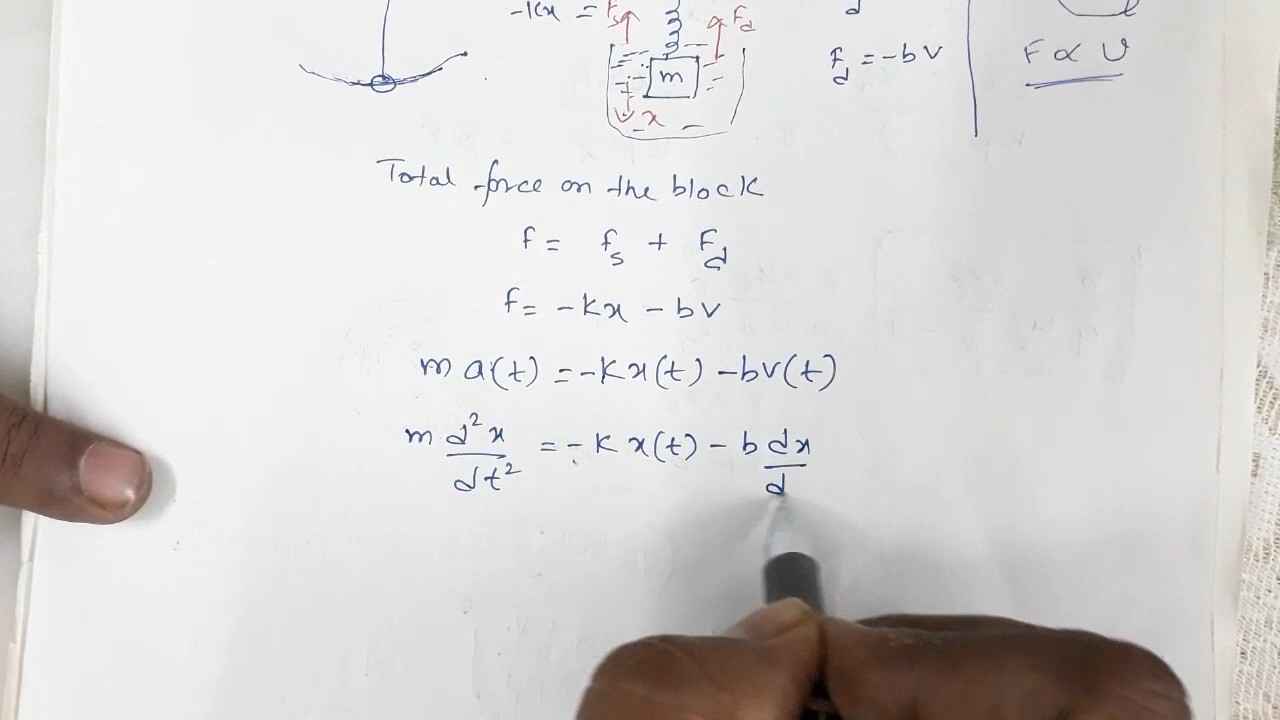 -Kx = Fs
Fd
m
x
d
Fd = -bv
F ∝ v
Total force on the block
f = fs + Fd
f = -Kx - bv
m a(t) = -Kx(t) - bv(t)
m d²x/dt² = -K x(t) - b dx/d